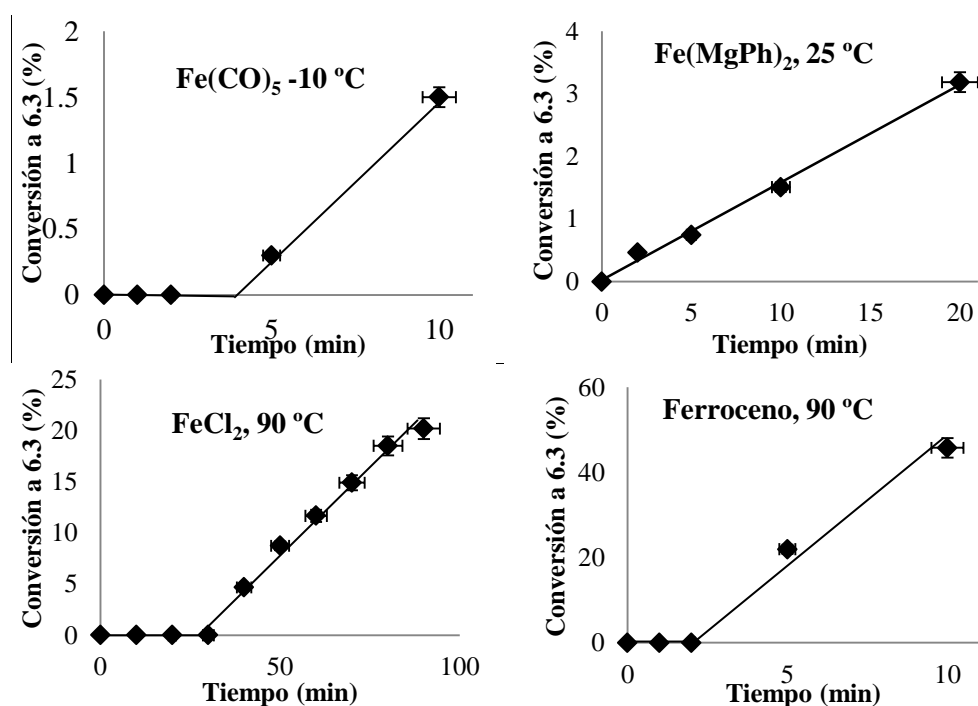 Fe(CO)5 -10 ºC
Conversión a 6.3 (%)
2
1.5
1
0.5
0
0 5 10
Tiempo (min)
Fe(MgPh)2, 25 ºC
Conversión a 6.3 (%)
4
3
2
1
0
0 5 10 15 20
Tiempo (min)
FeCl2, 90 ºC
Conversión a 6.3 (%)
25
20
15
10
5
0
0 50 100
Tiempo (min)
Ferroceno, 90 ºC
Conversión a 6.3 (%)
60
40
20
0
0 5 10
Tiempo (min)